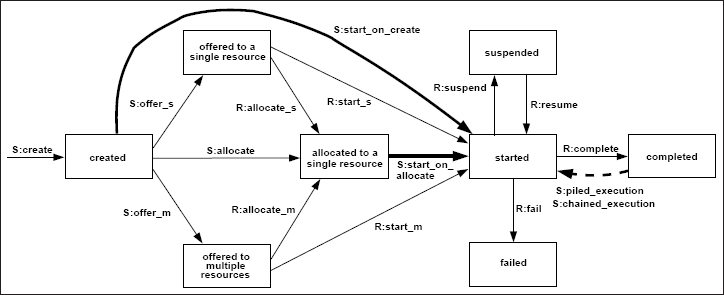 S:start_on_create
offered to a
single resource
suspended
R:suspend
R:resume
S:offer_s
R:allocate_s
R:start_s
S:create
created
S:allocate
allocated to a
single resource
S:start_on_
allocate
started
R:complete
completed
S:piled_execution
S:chained_execution
S:offer_m
R:allocate_m
R:start_m
R:fail
offered to
multiple
resources
failed